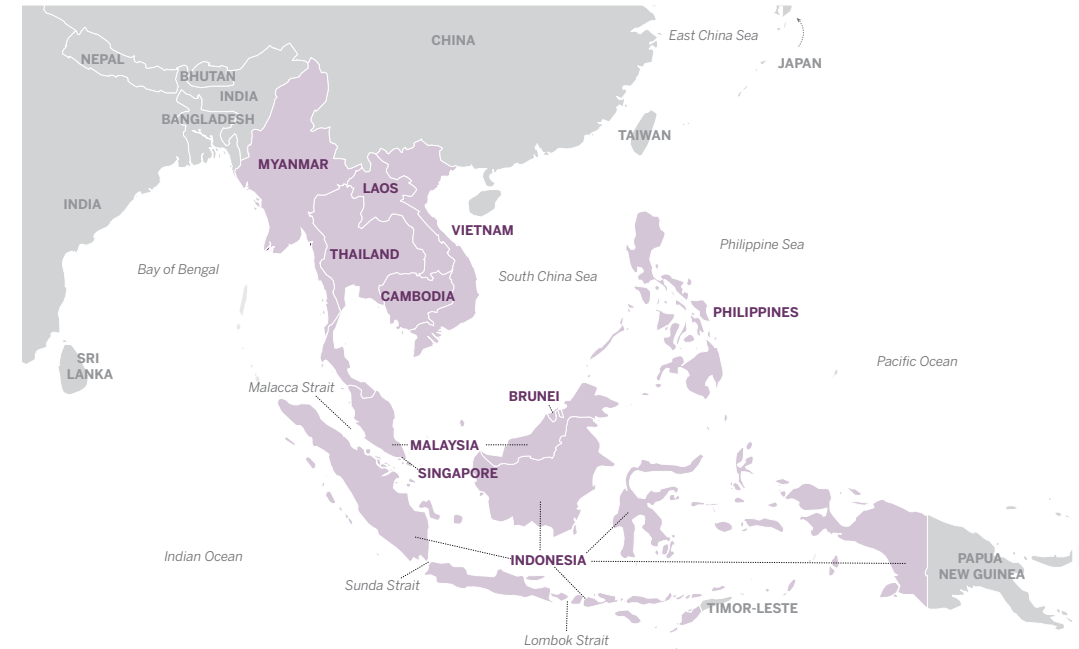 East China Sea
CHINA
NEPAL
JAPAN
BHUTAN
INDIA
BANGLADESH
TAIWAN
MYANMAR
LAOS
INDIA
VIETNAM
Philippine Sea
THAILAND
Bay of Bengal
South China Sea
CAMBODIA
PHILIPPINES
SRI
LANKA
Pacific Ocean
Malacca Strait
BRUNEI
MALAYSIA
SINGAPORE
Indian Ocean
INDONESIA
PAPUA
NEW GUINEA
Sunda Strait
TIMOR-LESTE
Lombok Strait